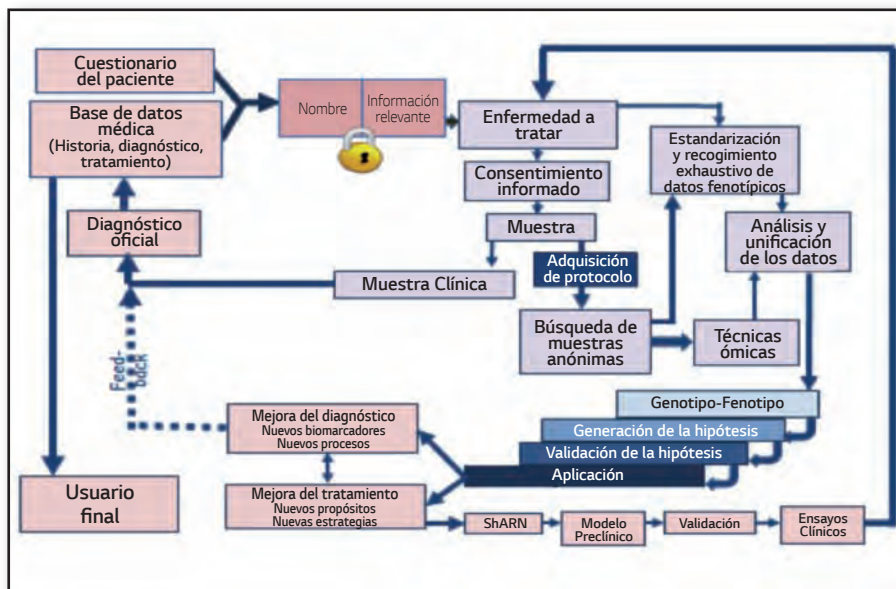 Cuestionario
del paciente
Base de datos
médica
(Historia, diagnóstico,
tratamiento)
Nombre
Información
relevante
Enfermedad a
tratar
Estandarización
y recogimiento
exhaustivo de
datos fenotípicos
Consentimiento
informado
Diagnóstico
oficial
Muestra
Análisis y
unificación
de los datos
Adquisición
de protocolo
Muestra Clínica
Búsqueda de
muestras
anónimas
Técnicas
ómicas
Feed-
back
Genotipo-Fenotipo
Mejora del diagnóstico
Nuevos biomarcadores
Nuevos procesos
Generación de la hipótesis
Validación de la hipótesis
Aplicación
Usuario
final
Mejora del tratamiento
Nuevos propósitos
Nuevas estrategias
ShARN
Modelo
Preclínico
Validación
Ensayos
Clínicos